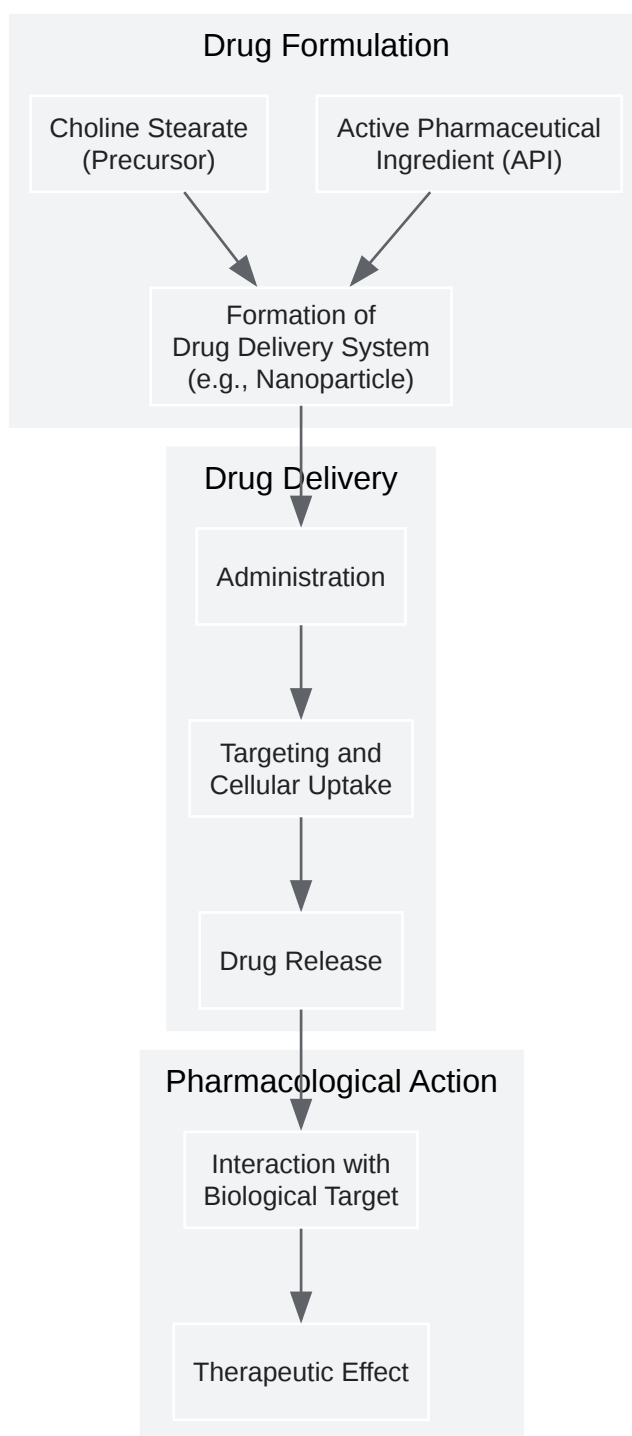 Drug Formulation
Choline Stearate
(Precursor)
Active Pharmaceutical
Ingredient (API)
Formation of
Drug Delivery System
(e.g., Nanoparticle)
Drug Delivery
Administration
Targeting and
Cellular Uptake
Drug Release
Pharmacological Action
Interaction with
Biological Target
Therapeutic Effect